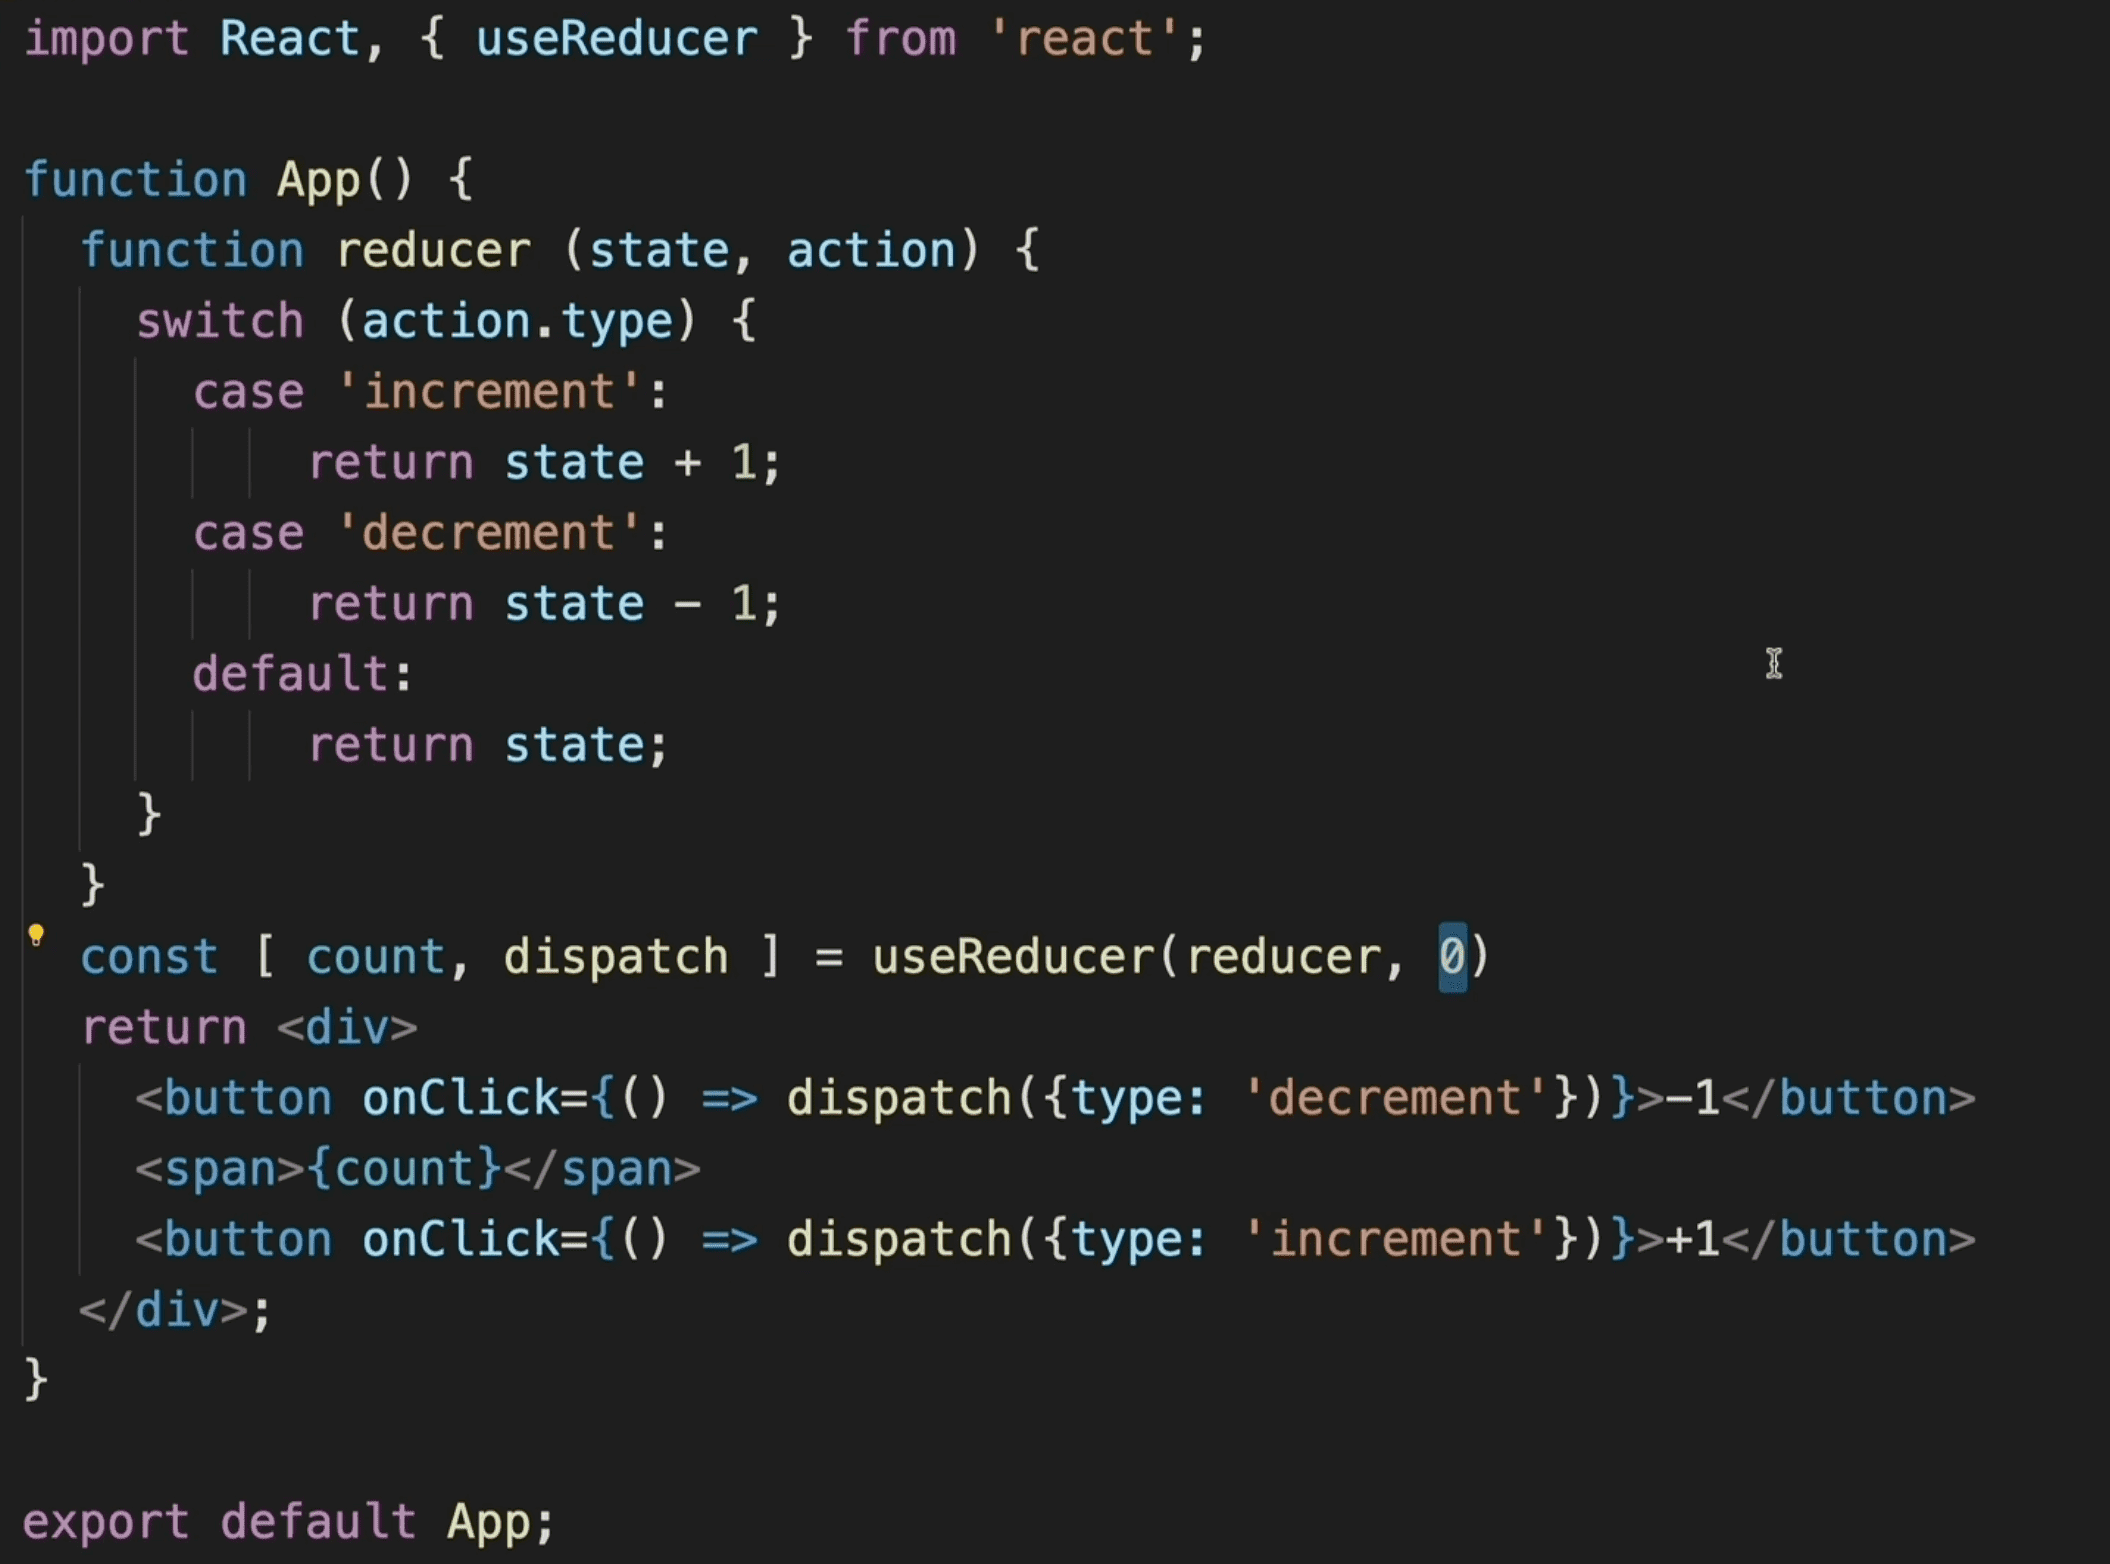 import React, { useReducer } from 'react';
function App() {
function reducer (state, action) {
switch (action.type) {
case 'increment':
return state + 1;
case 'decrement':
return state - 1;
default:
return state;
}
}
const [ count, dispatch ] = useReducer(reducer, 0)
return <div>
<button onClick={() => dispatch({type: 'decrement'})}>-1</button>
<span>{count}</span>
<button onClick={() => dispatch({type: 'increment'})}>+1</button>
</div>;
}
export default App;